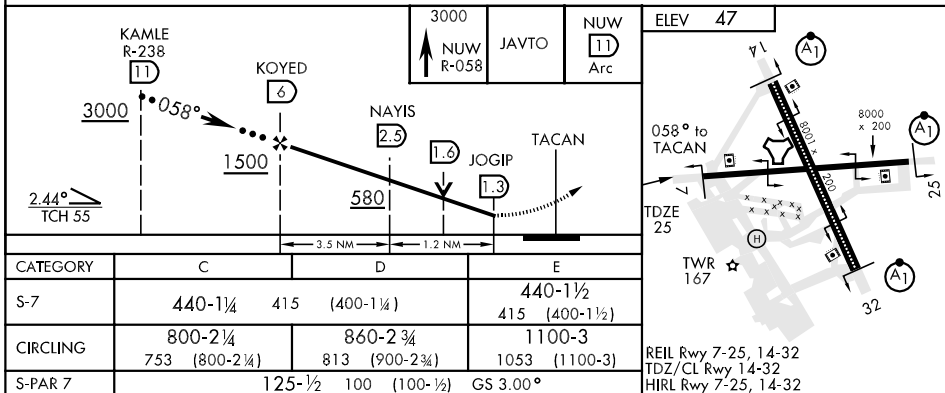 KAMLE
R-238
11
3000
058°
KOYED
6
1500
NAYIS
2.5
580
1.6
JOGIP
1.3
TACAN
2.44°
TCH 55
3.5 NM
1.2 NM
3000
NUW
R-058
JAVTO
NUW
11
Arc
CATEGORY C D E
S-7 440-1¼ 415 (400-1¼) 440-1½
415 (400-1½)
CIRCLING 800-2¼ 860-2¾ 1100-3
753 (800-2¼) 813 (900-2¾) 1053 (1100-3)
S-PAR 7 125-½ 100 (100-½) GS 3.00°
ELEV 47
14
A1
8001 x 200
8000
x 200
A1
058° to
TACAN
7
25
TDZE
25
H
TWR
167
A1
32
REIL Rwy 7-25, 14-32
TDZ/CL Rwy 14-32
HIRL Rwy 7-25, 14-32